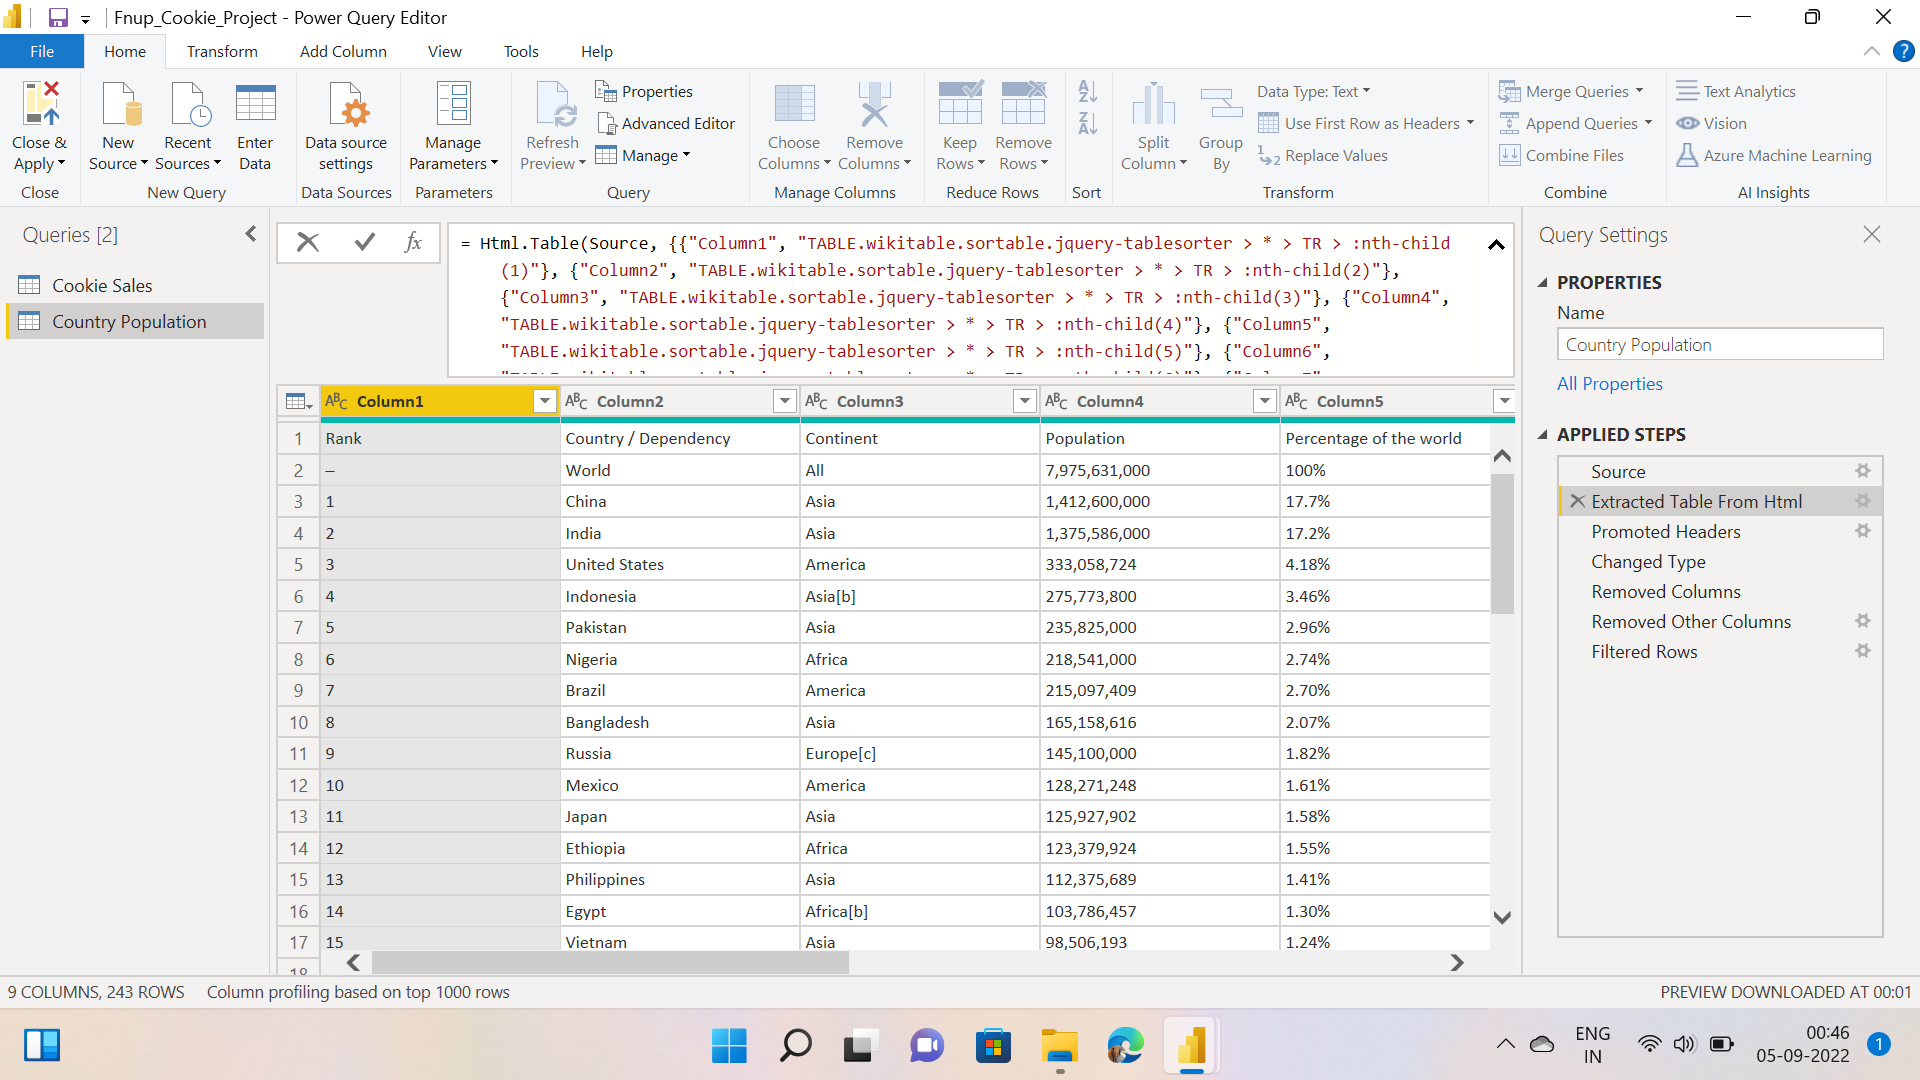 Fnup_Cookie_Project - Power Query Editor
File Home Transform Add Column View Tools Help
Close & Apply
New Source
Recent Sources
Enter Data
Data source settings
Manage Parameters
Refresh Preview
Properties
Advanced Editor
Manage
Choose Columns
Remove Columns
Keep Rows
Remove Rows
Split Column
Group By
Data Type: Text
Use First Row as Headers
Replace Values
Merge Queries
Append Queries
Combine Files
Text Analytics
Vision
Azure Machine Learning
Close New Query Data Sources Parameters Query Manage Columns Reduce Rows Sort Transform Combine AI Insights
Queries [2]
Cookie Sales
Country Population
fx
= Html.Table(Source, {{"Column1", "TABLE.wikitable.sortable.jquery-tablesorter > * > TR > :nth-child
(1)"}, {"Column2", "TABLE.wikitable.sortable.jquery-tablesorter > * > TR > :nth-child(2)"},
{"Column3", "TABLE.wikitable.sortable.jquery-tablesorter > * > TR > :nth-child(3)"}, {"Column4",
"TABLE.wikitable.sortable.jquery-tablesorter > * > TR > :nth-child(4)"}, {"Column5",
"TABLE.wikitable.sortable.jquery-tablesorter > * > TR > :nth-child(5)"}, {"Column6",
ABC Column1 ABC Column2 ABC Column3 ABC Column4 ABC Column5
1 Rank Country / Dependency Continent Population Percentage of the world
2 – World All 7,975,631,000 100%
3 1 China Asia 1,412,600,000 17.7%
4 2 India Asia 1,375,586,000 17.2%
5 3 United States America 333,058,724 4.18%
6 4 Indonesia Asia[b] 275,773,800 3.46%
7 5 Pakistan Asia 235,825,000 2.96%
8 6 Nigeria Africa 218,541,000 2.74%
9 7 Brazil America 215,097,409 2.70%
10 8 Bangladesh Asia 165,158,616 2.07%
11 9 Russia Europe[c] 145,100,000 1.82%
12 10 Mexico America 128,271,248 1.61%
13 11 Japan Asia 125,927,902 1.58%
14 12 Ethiopia Africa 123,379,924 1.55%
15 13 Philippines Asia 112,375,689 1.41%
16 14 Egypt Africa[b] 103,786,457 1.30%
17 15 Vietnam Asia 98,506,193 1.24%
18
Query Settings
PROPERTIES
Name
Country Population
All Properties
APPLIED STEPS
Source
Extracted Table From Html
Promoted Headers
Changed Type
Removed Columns
Removed Other Columns
Filtered Rows
9 COLUMNS, 243 ROWS Column profiling based on top 1000 rows PREVIEW DOWNLOADED AT 00:01
ENG
IN
00:46
05-09-2022
1